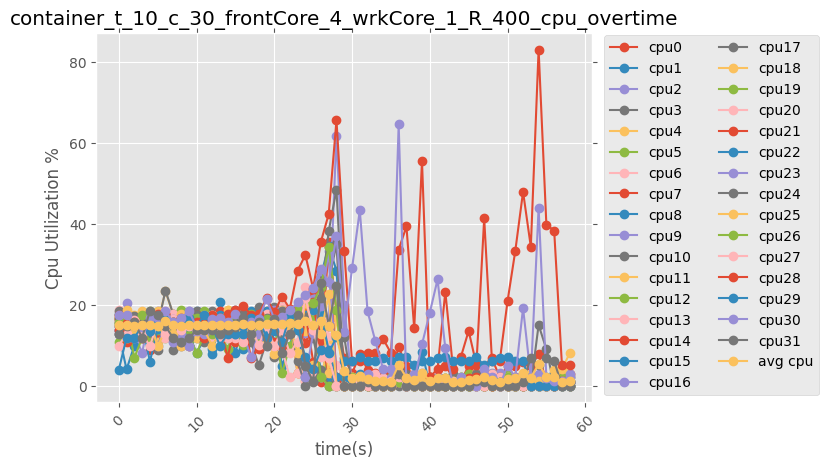 container_t_10_c_30_frontCore_4_wrkCore_1_R_400_cpu_overtime
Cpu Utilization %
80
60
40
20
0
0
10
20
30
40
50
60
time(s)
cpu0
cpu1
cpu2
cpu3
cpu4
cpu5
cpu6
cpu7
cpu8
cpu9
cpu10
cpu11
cpu12
cpu13
cpu14
cpu15
cpu16
cpu17
cpu18
cpu19
cpu20
cpu21
cpu22
cpu23
cpu24
cpu25
cpu26
cpu27
cpu28
cpu29
cpu30
cpu31
avg cpu